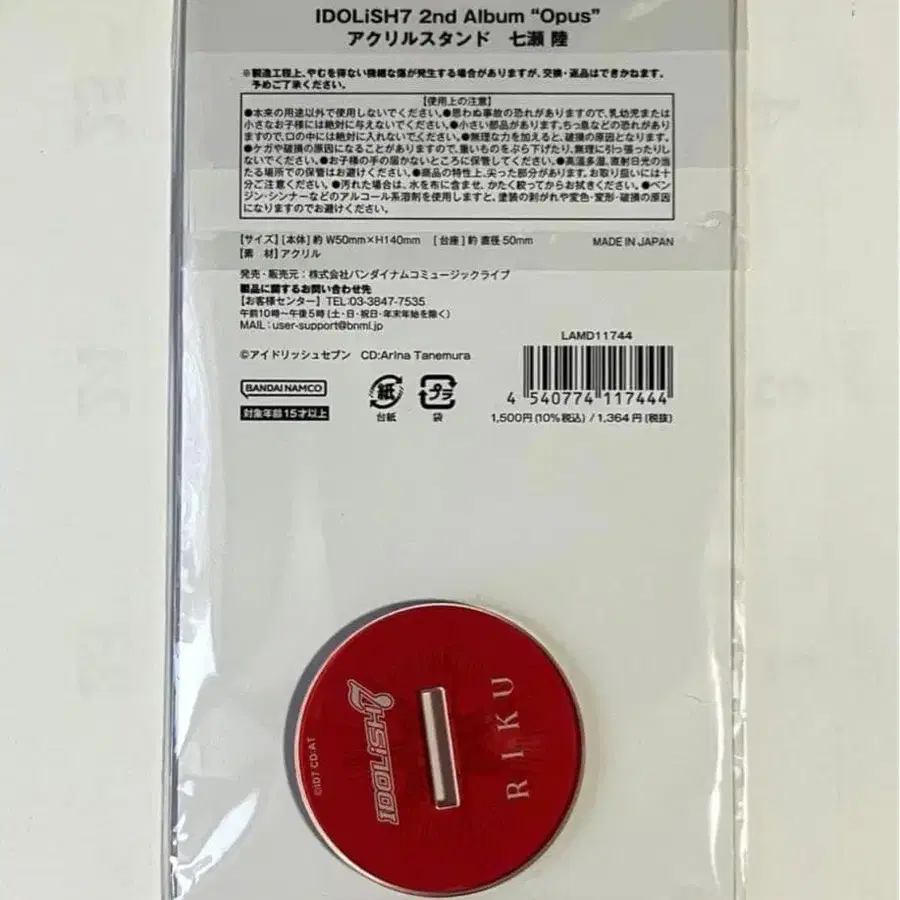 IDOLiSH7 2nd Album “Opus”
アクリルスタンド　七瀬 陸
※製造工程上、やむを得ない微細な傷が発生する場合がありますが、交換・返品はできかねます。
予めご了承ください。
【使用上の注意】
●本来の用途以外で使用しないでください。●思わぬ事故の恐れがありますので、乳幼児または
小さなお子様には絶対に与えないでください。●小さい部品があります。ちっ息などの恐れがあり
ますので、口の中には絶対に入れないでください。●無理な力を加えると、破損の原因となります。
●ケガや破損の原因になることがありますので、重いものをぶら下げたり、無理に引っ張ったりし
ないでください。●お子様の手の届かないところに保管してください。●高温多湿、直射日光の当
たる場所での保管はお避けください。●商品の特性上、尖った部分があります。お取り扱いには十
分ご注意ください。●汚れた場合は、水を布に含ませ、かたく絞ってからお拭きください。●ベン
ジン・シンナーなどのアルコール系溶剤を使用しますと、塗装の剥がれや変色・変形・破損の原因
になりますのでお避けください。
【サイズ】[本体] 約 W50mm×H140mm　[台座] 約 直径 50mm　MADE IN JAPAN
【素　材】アクリル
発売・販売元：株式会社バンダイナムコミュージックライブ
製品に関するお問い合わせ先
【お客様センター】 TEL:03-3847-7535
午前10時～午後5時（土・日・祝日・年末年始を除く）
MAIL：user-support@bnml.jp
LAMD11744
©アイドリッシュセブン　CD:Arina Tanemura
BANDAI NAMCO
紙
プラ
4 540774 117444
対象年齢15才以上
台紙
袋
1,500円（10%税込）/ 1,364円（税抜）
©ID7 CD:AT
IDOLiSH7
RIKU